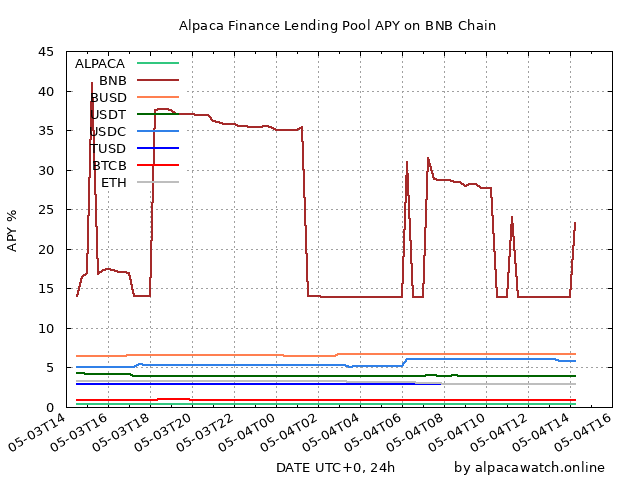 Alpaca Finance Lending Pool APY on BNB Chain
45
40
35
30
25
20
15
10
5
0
APY %
ALPACA
BNB
BUSD
USDT
USDC
TUSD
BTCB
ETH
05-03T14
05-03T16
05-03T18
05-03T20
05-03T22
05-04T00
05-04T02
05-04T04
05-04T06
05-04T08
05-04T10
05-04T12
05-04T14
05-04T16
DATE UTC+0, 24h
by alpacawatch.online